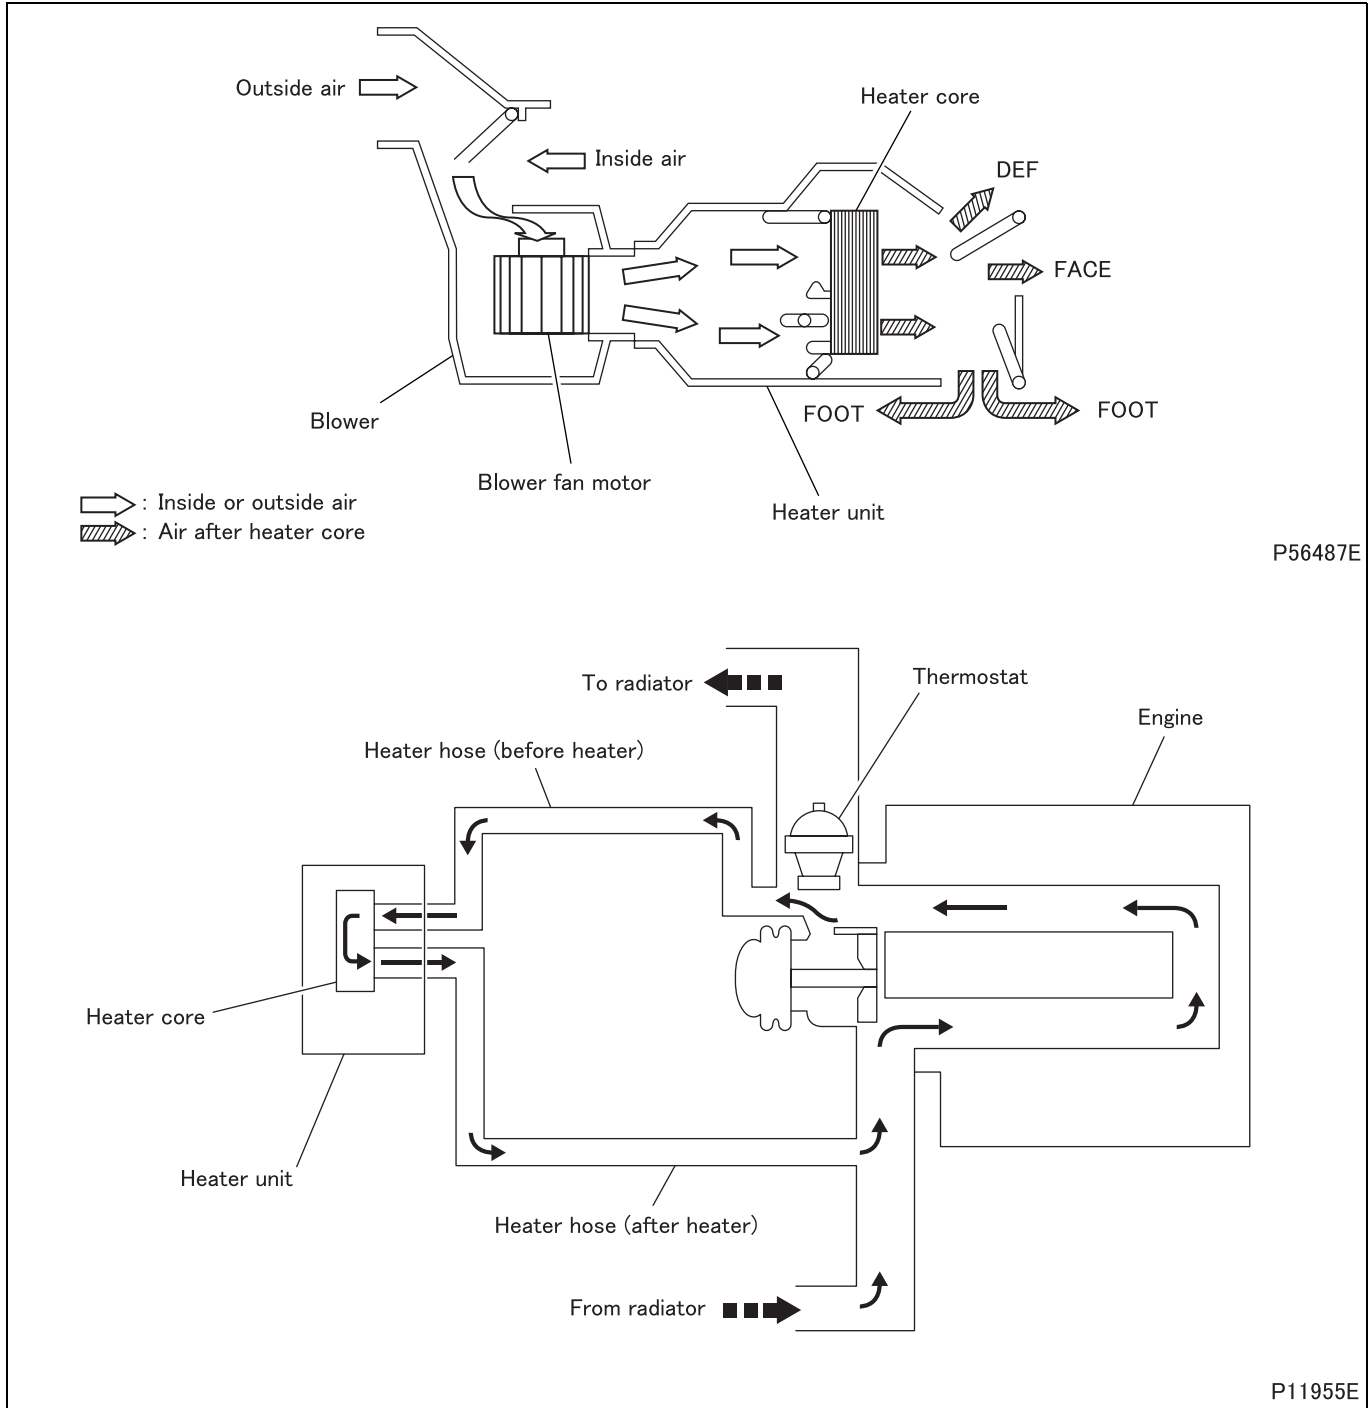 Outside air
Heater core
Inside air
DEF
FACE
FOOT
FOOT
Blower
Blower fan motor
Heater unit
: Inside or outside air
: Air after heater core
P56487E
To radiator
Thermostat
Engine
Heater hose (before heater)
Heater core
Heater unit
Heater hose (after heater)
From radiator
P11955E